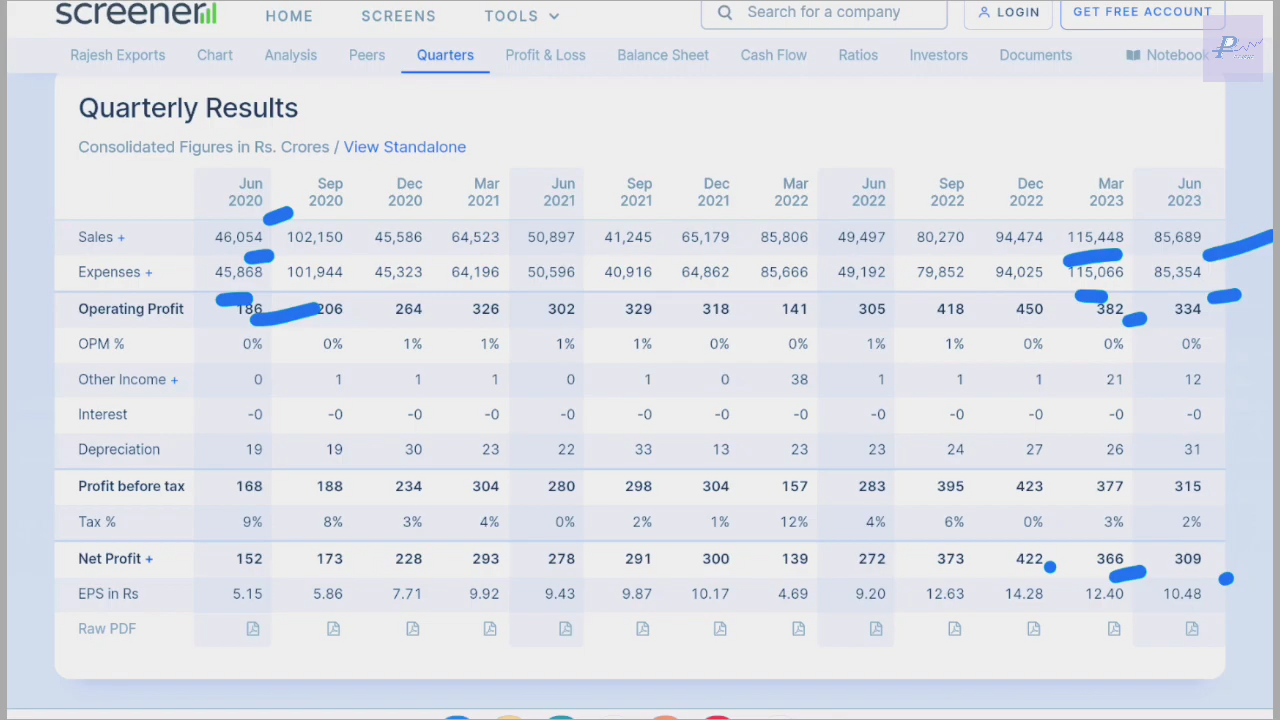 screener
HOME SCREENS TOOLS Search for a company LOGIN GET FREE ACCOUNT
Rajesh Exports Chart Analysis Peers Quarters Profit & Loss Balance Sheet Cash Flow Ratios Investors Documents Notebook
Quarterly Results
Consolidated Figures in Rs. Crores / View Standalone
Jun 2020 Sep 2020 Dec 2020 Mar 2021 Jun 2021 Sep 2021 Dec 2021 Mar 2022 Jun 2022 Sep 2022 Dec 2022 Mar 2023 Jun 2023
Sales + 46,054 102,150 45,586 64,523 50,897 41,245 65,179 85,806 49,497 80,270 94,474 115,448 85,689
Expenses + 45,868 101,944 45,323 64,196 50,596 40,916 64,862 85,666 49,192 79,852 94,025 115,066 85,354
Operating Profit 186 206 264 326 302 329 318 141 305 418 450 382 334
OPM % 0% 0% 1% 1% 1% 1% 0% 0% 1% 1% 0% 0% 0%
Other Income + 0 1 1 1 0 1 0 38 1 1 1 21 12
Interest -0 -0 -0 -0 -0 -0 -0 -0 -0 -0 -0 -0 -0
Depreciation 19 19 30 23 22 33 13 23 23 24 27 26 31
Profit before tax 168 188 234 304 280 298 304 157 283 395 423 377 315
Tax % 9% 8% 3% 4% 0% 2% 1% 12% 4% 6% 0% 3% 2%
Net Profit + 152 173 228 293 278 291 300 139 272 373 422 366 309
EPS in Rs 5.15 5.86 7.71 9.92 9.43 9.87 10.17 4.69 9.20 12.63 14.28 12.40 10.48
Raw PDF